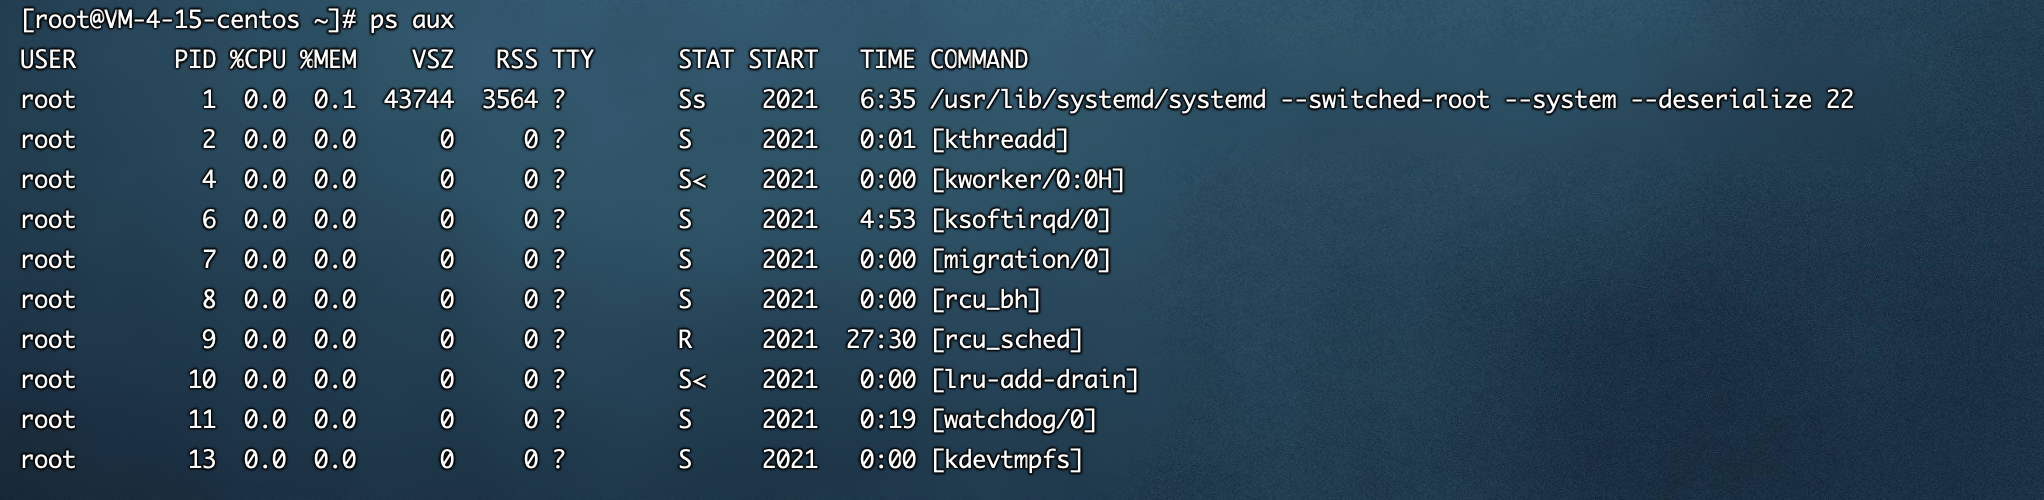 [root@VM-4-15-centos ~]# ps aux
USER       PID %CPU %MEM    VSZ   RSS TTY      STAT START   TIME COMMAND
root         1  0.0  0.1  43744  3564 ?        Ss    2021   6:35 /usr/lib/systemd/systemd --switched-root --system --deserialize 22
root         2  0.0  0.0      0     0 ?        S     2021   0:01 [kthreadd]
root         4  0.0  0.0      0     0 ?        S<    2021   0:00 [kworker/0:0H]
root         6  0.0  0.0      0     0 ?        S     2021   4:53 [ksoftirqd/0]
root         7  0.0  0.0      0     0 ?        S     2021   0:00 [migration/0]
root         8  0.0  0.0      0     0 ?        S     2021   0:00 [rcu_bh]
root         9  0.0  0.0      0     0 ?        R     2021  27:30 [rcu_sched]
root        10  0.0  0.0      0     0 ?        S<    2021   0:00 [lru-add-drain]
root        11  0.0  0.0      0     0 ?        S     2021   0:19 [watchdog/0]
root        13  0.0  0.0      0     0 ?        S     2021   0:00 [kdevtmpfs]